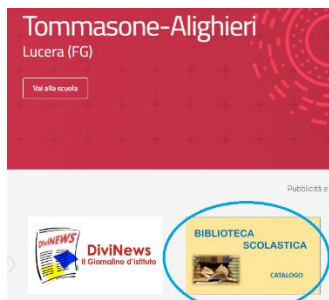 Tommasone-Alighieri
Lucera (FG)
Vai alla scuola
Pubblicità e
DiviNEWS
DiviNews
Il Giornalino d'istituto
BIBLIOTECA
SCOLASTICA
CATALOGO